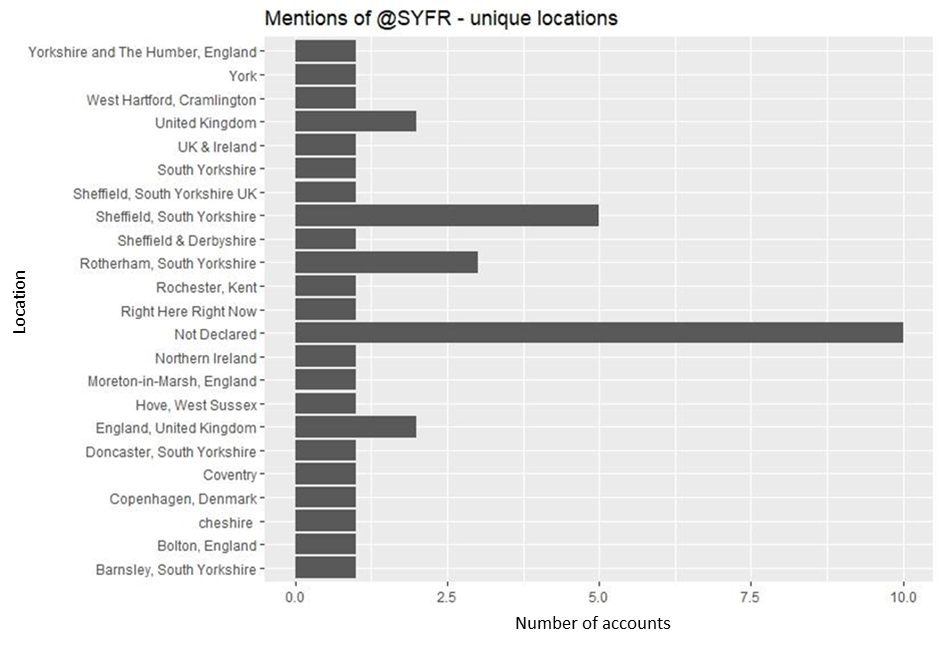 Mentions of @SYFR - unique locations
Yorkshire and The Humber, England
York
West Hartford, Cramlington
United Kingdom
UK & Ireland
South Yorkshire
Sheffield, South Yorkshire UK
Sheffield, South Yorkshire
Sheffield & Derbyshire
Rotherham, South Yorkshire
Rochester, Kent
Right Here Right Now
Not Declared
Northern Ireland
Moreton-in-Marsh, England
Hove, West Sussex
England, United Kingdom
Doncaster, South Yorkshire
Coventry
Copenhagen, Denmark
cheshire
Bolton, England
Barnsley, South Yorkshire
Location
0.0 2.5 5.0 7.5 10.0
Number of accounts